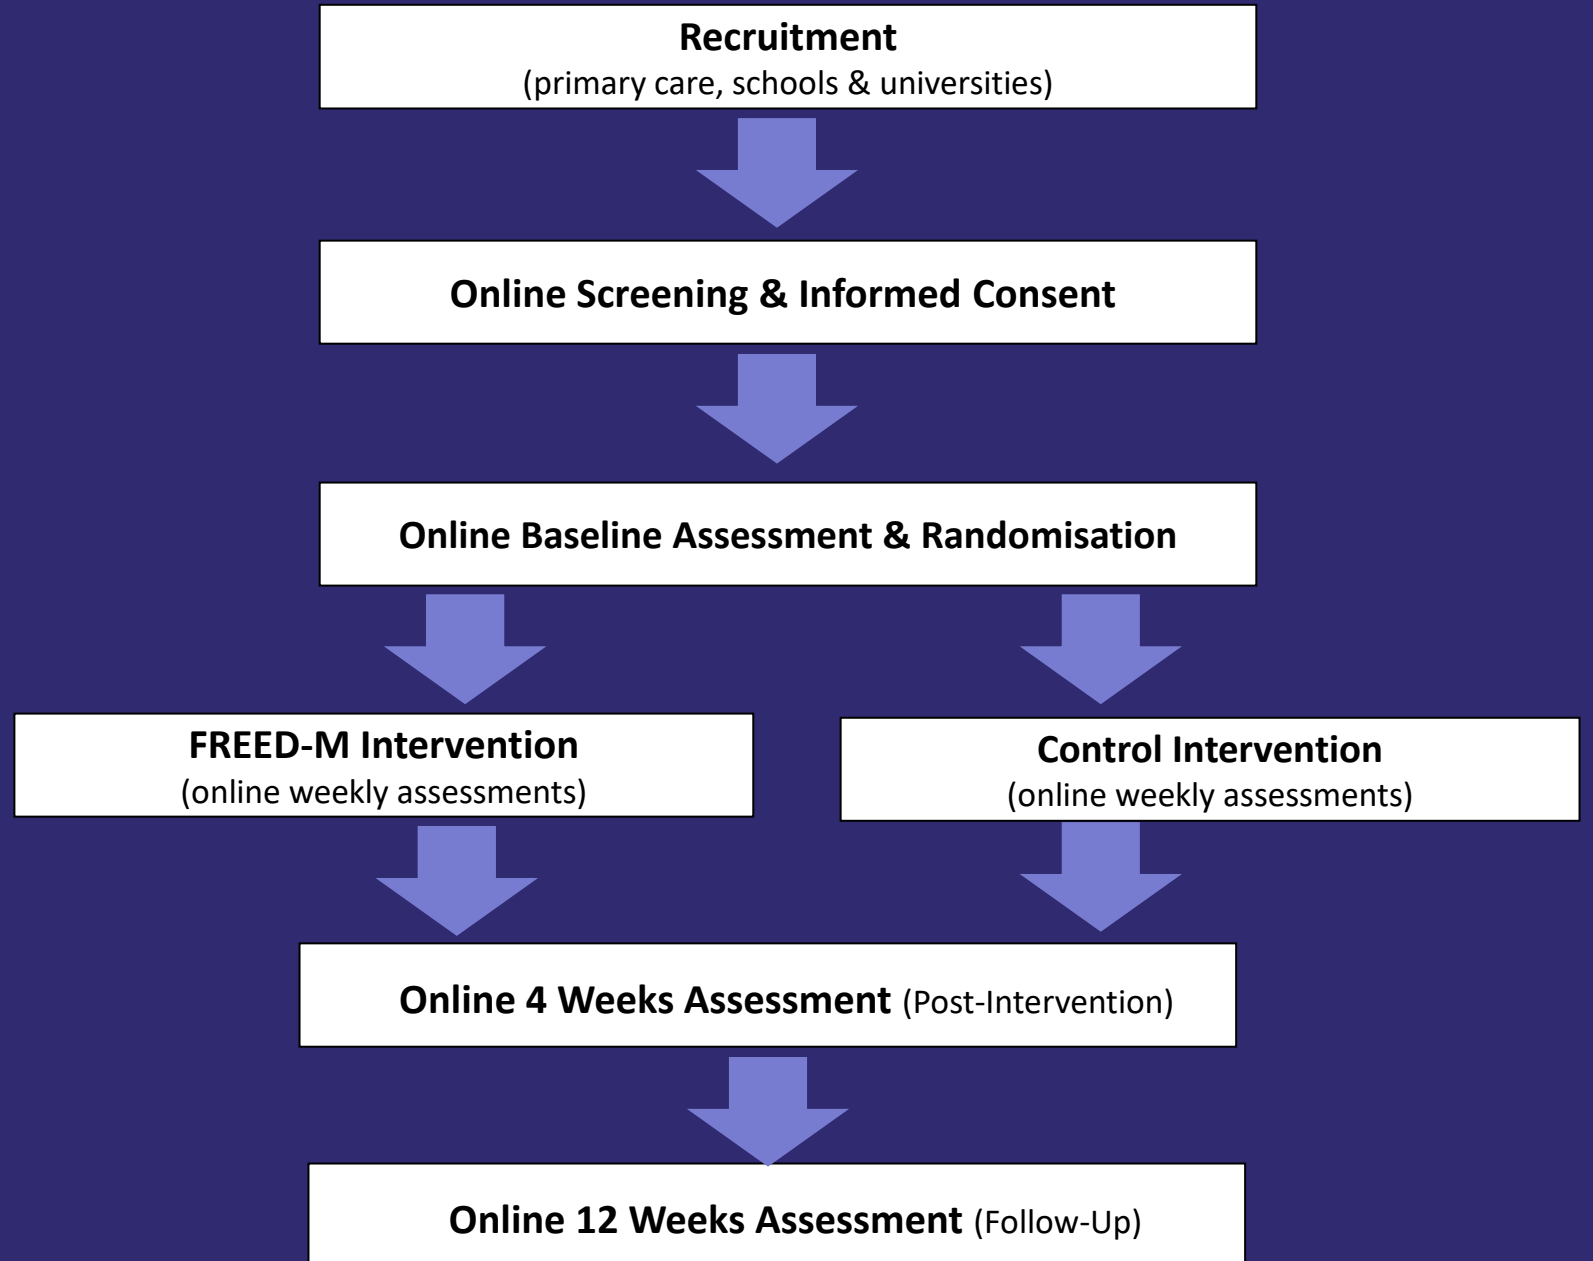 Recruitment
(primary care, schools & universities)
Online Screening & Informed Consent
Online Baseline Assessment & Randomisation
FREED-M Intervention
(online weekly assessments)
Control Intervention
(online weekly assessments)
Online 4 Weeks Assessment (Post-Intervention)
Online 12 Weeks Assessment (Follow-Up)